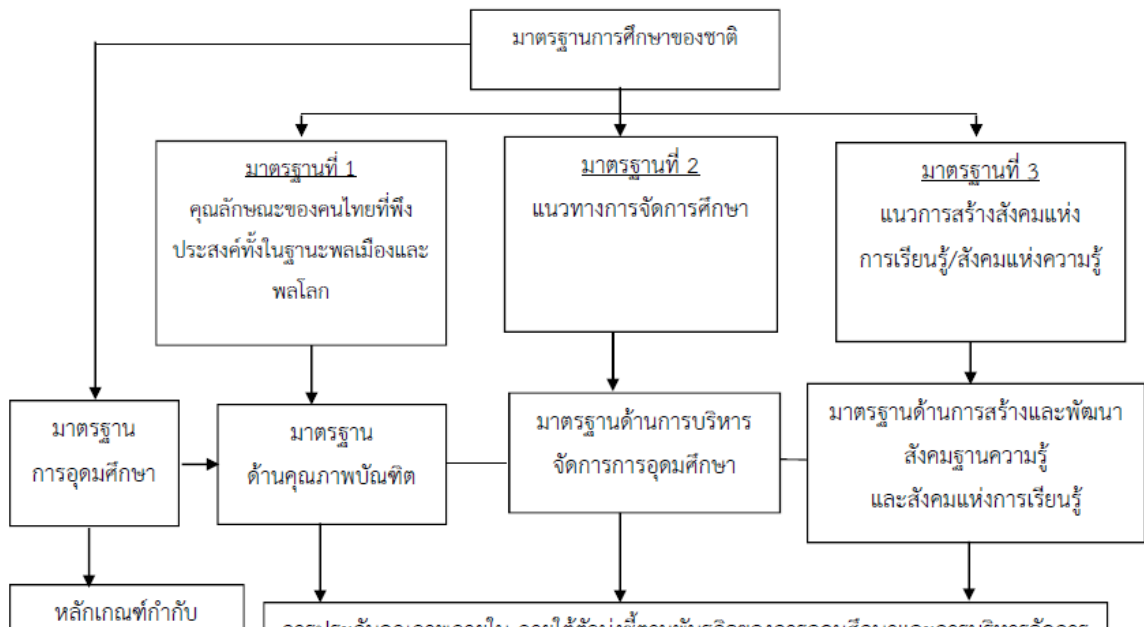 มาตรฐานการศึกษาของชาติ
มาตรฐานที่ 1
คุณลักษณะของคนไทยที่พึง
ประสงค์ทั้งในฐานะพลเมืองและ
พลโลก
มาตรฐานที่ 2
แนวทางการจัดการศึกษา
มาตรฐานที่ 3
แนวการสร้างสังคมแห่ง
การเรียนรู้/สังคมแห่งความรู้
มาตรฐาน
การอุดมศึกษา
มาตรฐาน
ด้านคุณภาพบัณฑิต
มาตรฐานด้านการบริหาร
จัดการการอุดมศึกษา
มาตรฐานด้านการสร้างและพัฒนา
สังคมฐานความรู้
และสังคมแห่งการเรียนรู้
หลักเกณฑ์กำกับ